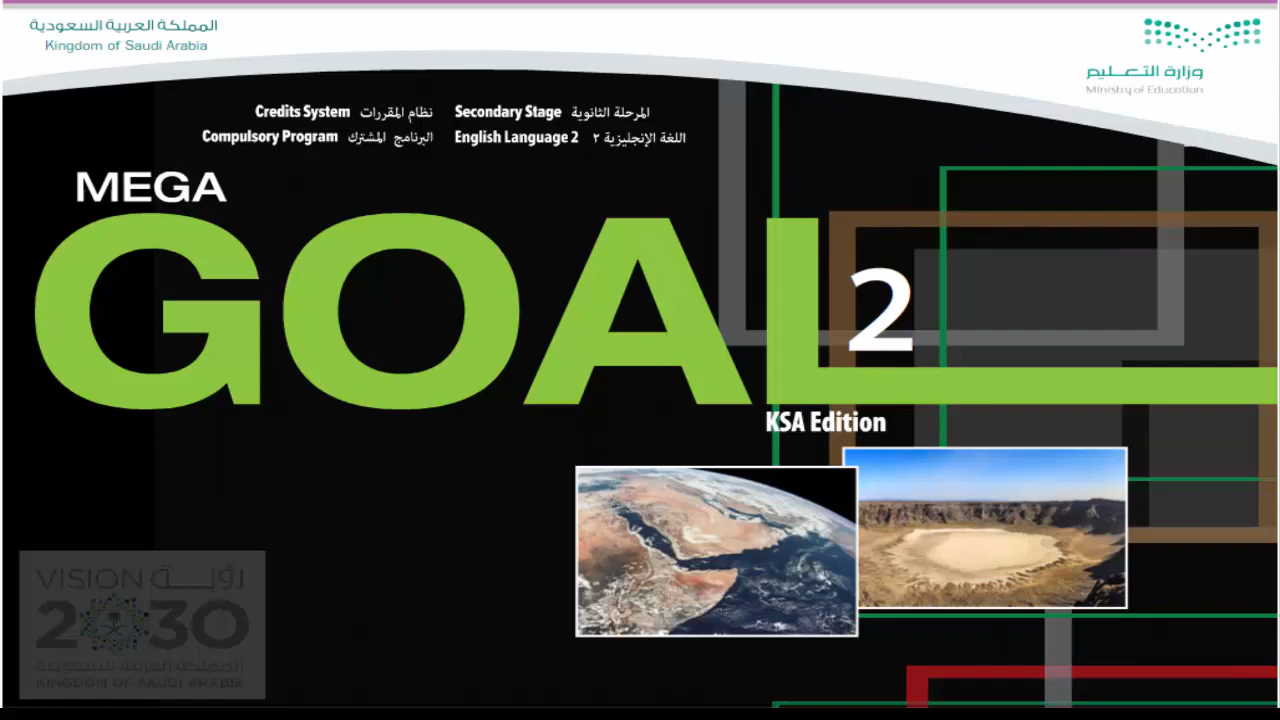 المملكة العربية السعودية
Kingdom of Saudi Arabia
وزارة التعليم
Ministry of Education
Credits System نظام المقررات Secondary Stage المرحلة الثانوية
Compulsory Program البرنامج المشترك English Language 2 اللغة الإنجليزية ٢
MEGA
GOAL 2
KSA Edition
VISION رؤية
2030
المملكة العربية السعودية
KINGDOM OF SAUDI ARABIA